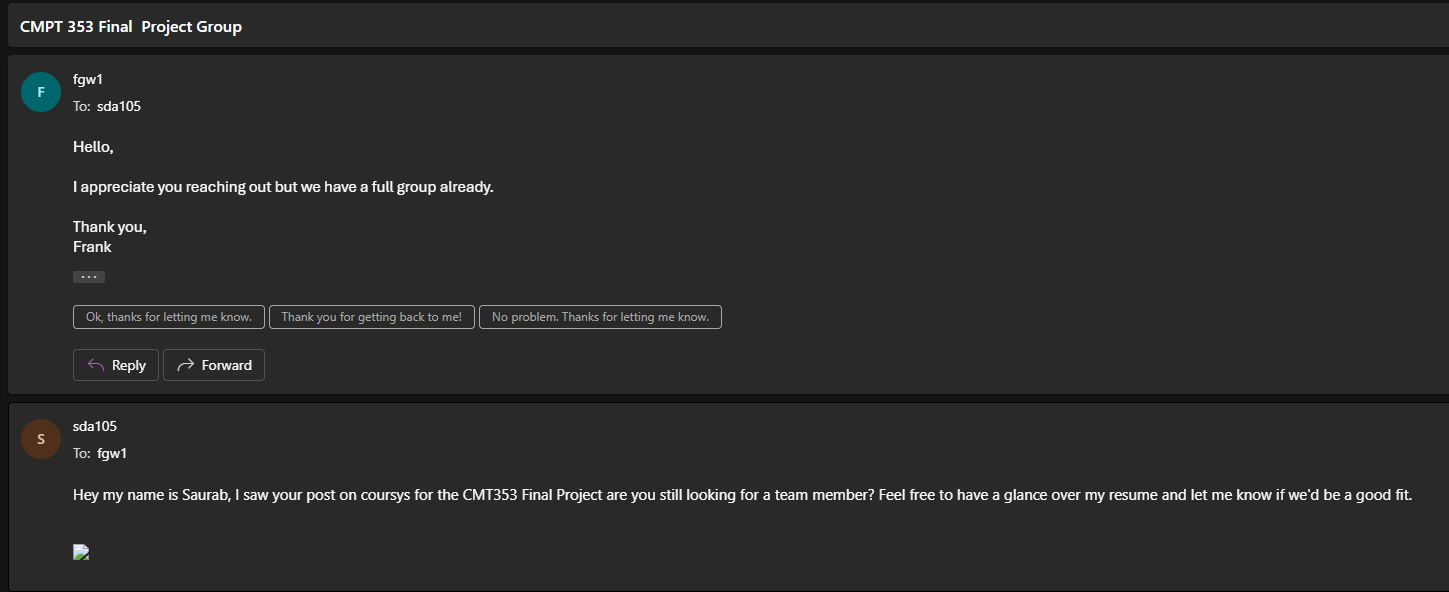 CMPT 353 Final  Project Group
F
fgw1
To: sda105
Hello,
I appreciate you reaching out but we have a full group already.
Thank you,
Frank
...
Ok, thanks for letting me know. Thank you for getting back to me! No problem. Thanks for letting me know.
Reply Forward
S
sda105
To: fgw1
Hey my name is Saurab, I saw your post on coursys for the CMT353 Final Project are you still looking for a team member? Feel free to have a glance over my resume and let me know if we'd be a good fit.